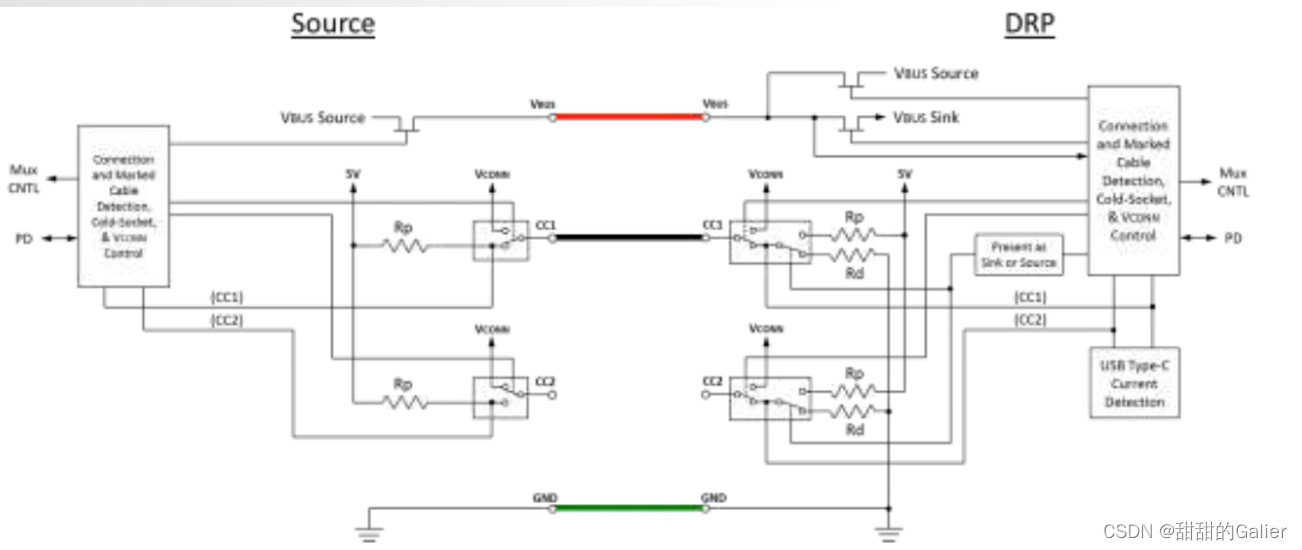 Source
DRP
VBUS Source
VBUS
VBUS
VBUS Source
VBUS Sink
Connection
and Marked
Cable
Detection,
Cold-Socket,
& VCONN
Control
Mux
CNTL
PD
5V
VCONN
Rp
CC1
CC1
VCONN
5V
Rp
Rd
Present as
Sink or Source
Connection
and Marked
Cable
Detection,
Cold-Socket,
& VCONN
Control
Mux
CNTL
PD
(CC1)
(CC2)
(CC1)
(CC2)
VCONN
Rp
CC2
CC2
VCONN
Rp
Rd
USB Type-C
Current
Detection
GND
GND
CSDN @甜甜的Galier